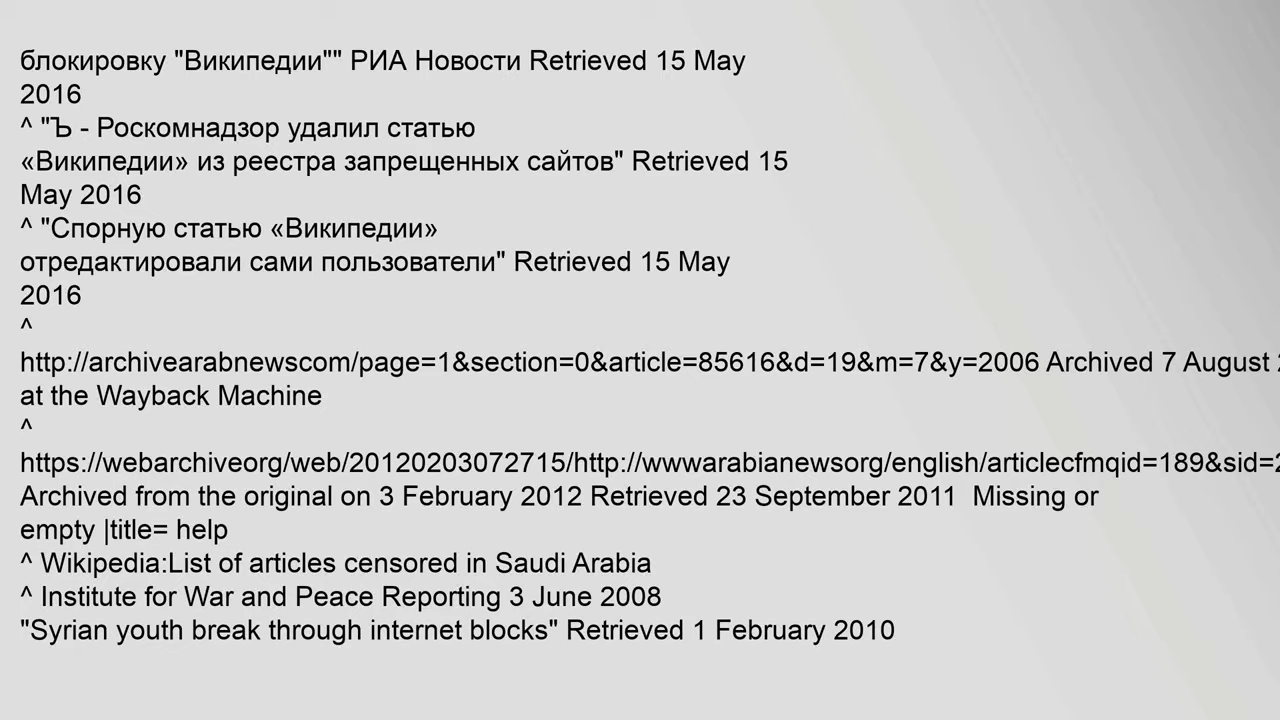 блокировку "Википедии"" РИА Новости Retrieved 15 May
2016
^ "Ъ - Роскомнадзор удалил статью
«Википедии» из реестра запрещенных сайтов" Retrieved 15
May 2016
^ "Спорную статью «Википедии»
отредактировали сами пользователи" Retrieved 15 May
2016
^
http://archivearabnewscom/page=1&section=0&article=85616&d=19&m=7&y=2006 Archived 7 August
at the Wayback Machine
^
https://webarchiveorg/web/20120203072715/http://wwwarabianewsorg/english/articlecfmqid=189&sid=2
Archived from the original on 3 February 2012 Retrieved 23 September 2011  Missing or
empty |title= help
^ Wikipedia:List of articles censored in Saudi Arabia
^ Institute for War and Peace Reporting 3 June 2008
"Syrian youth break through internet blocks" Retrieved 1 February 2010